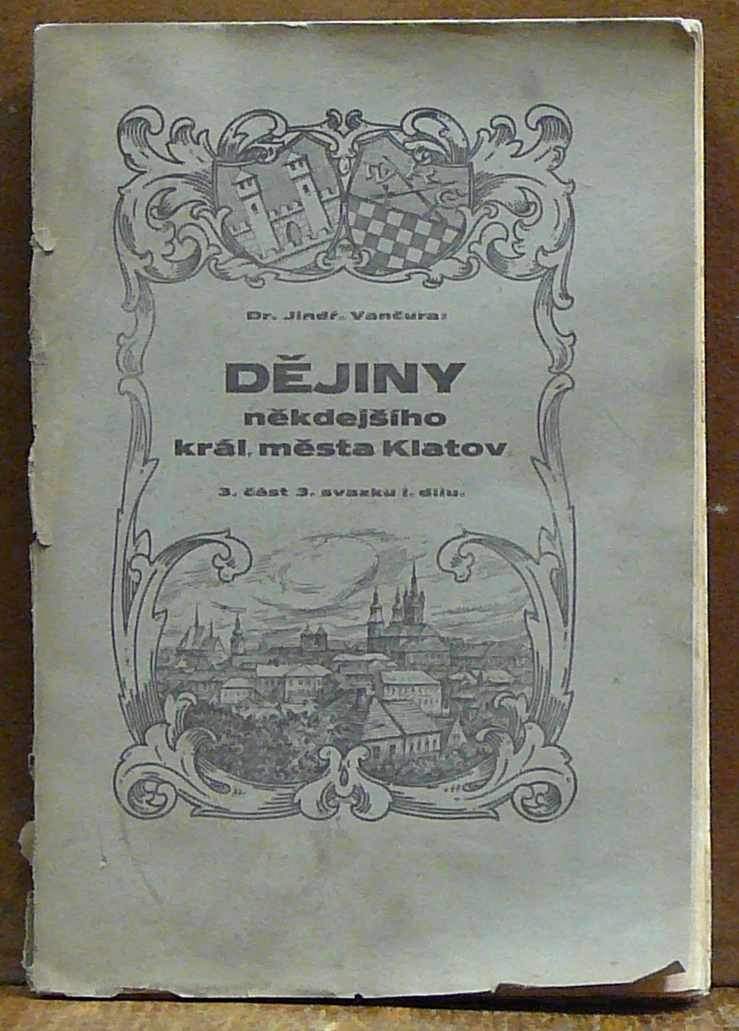 Dr. Jindř. Vančura:
DĚJINY
někdejšího
král. města Klatov.
3. část 3. svazku I. dílu.